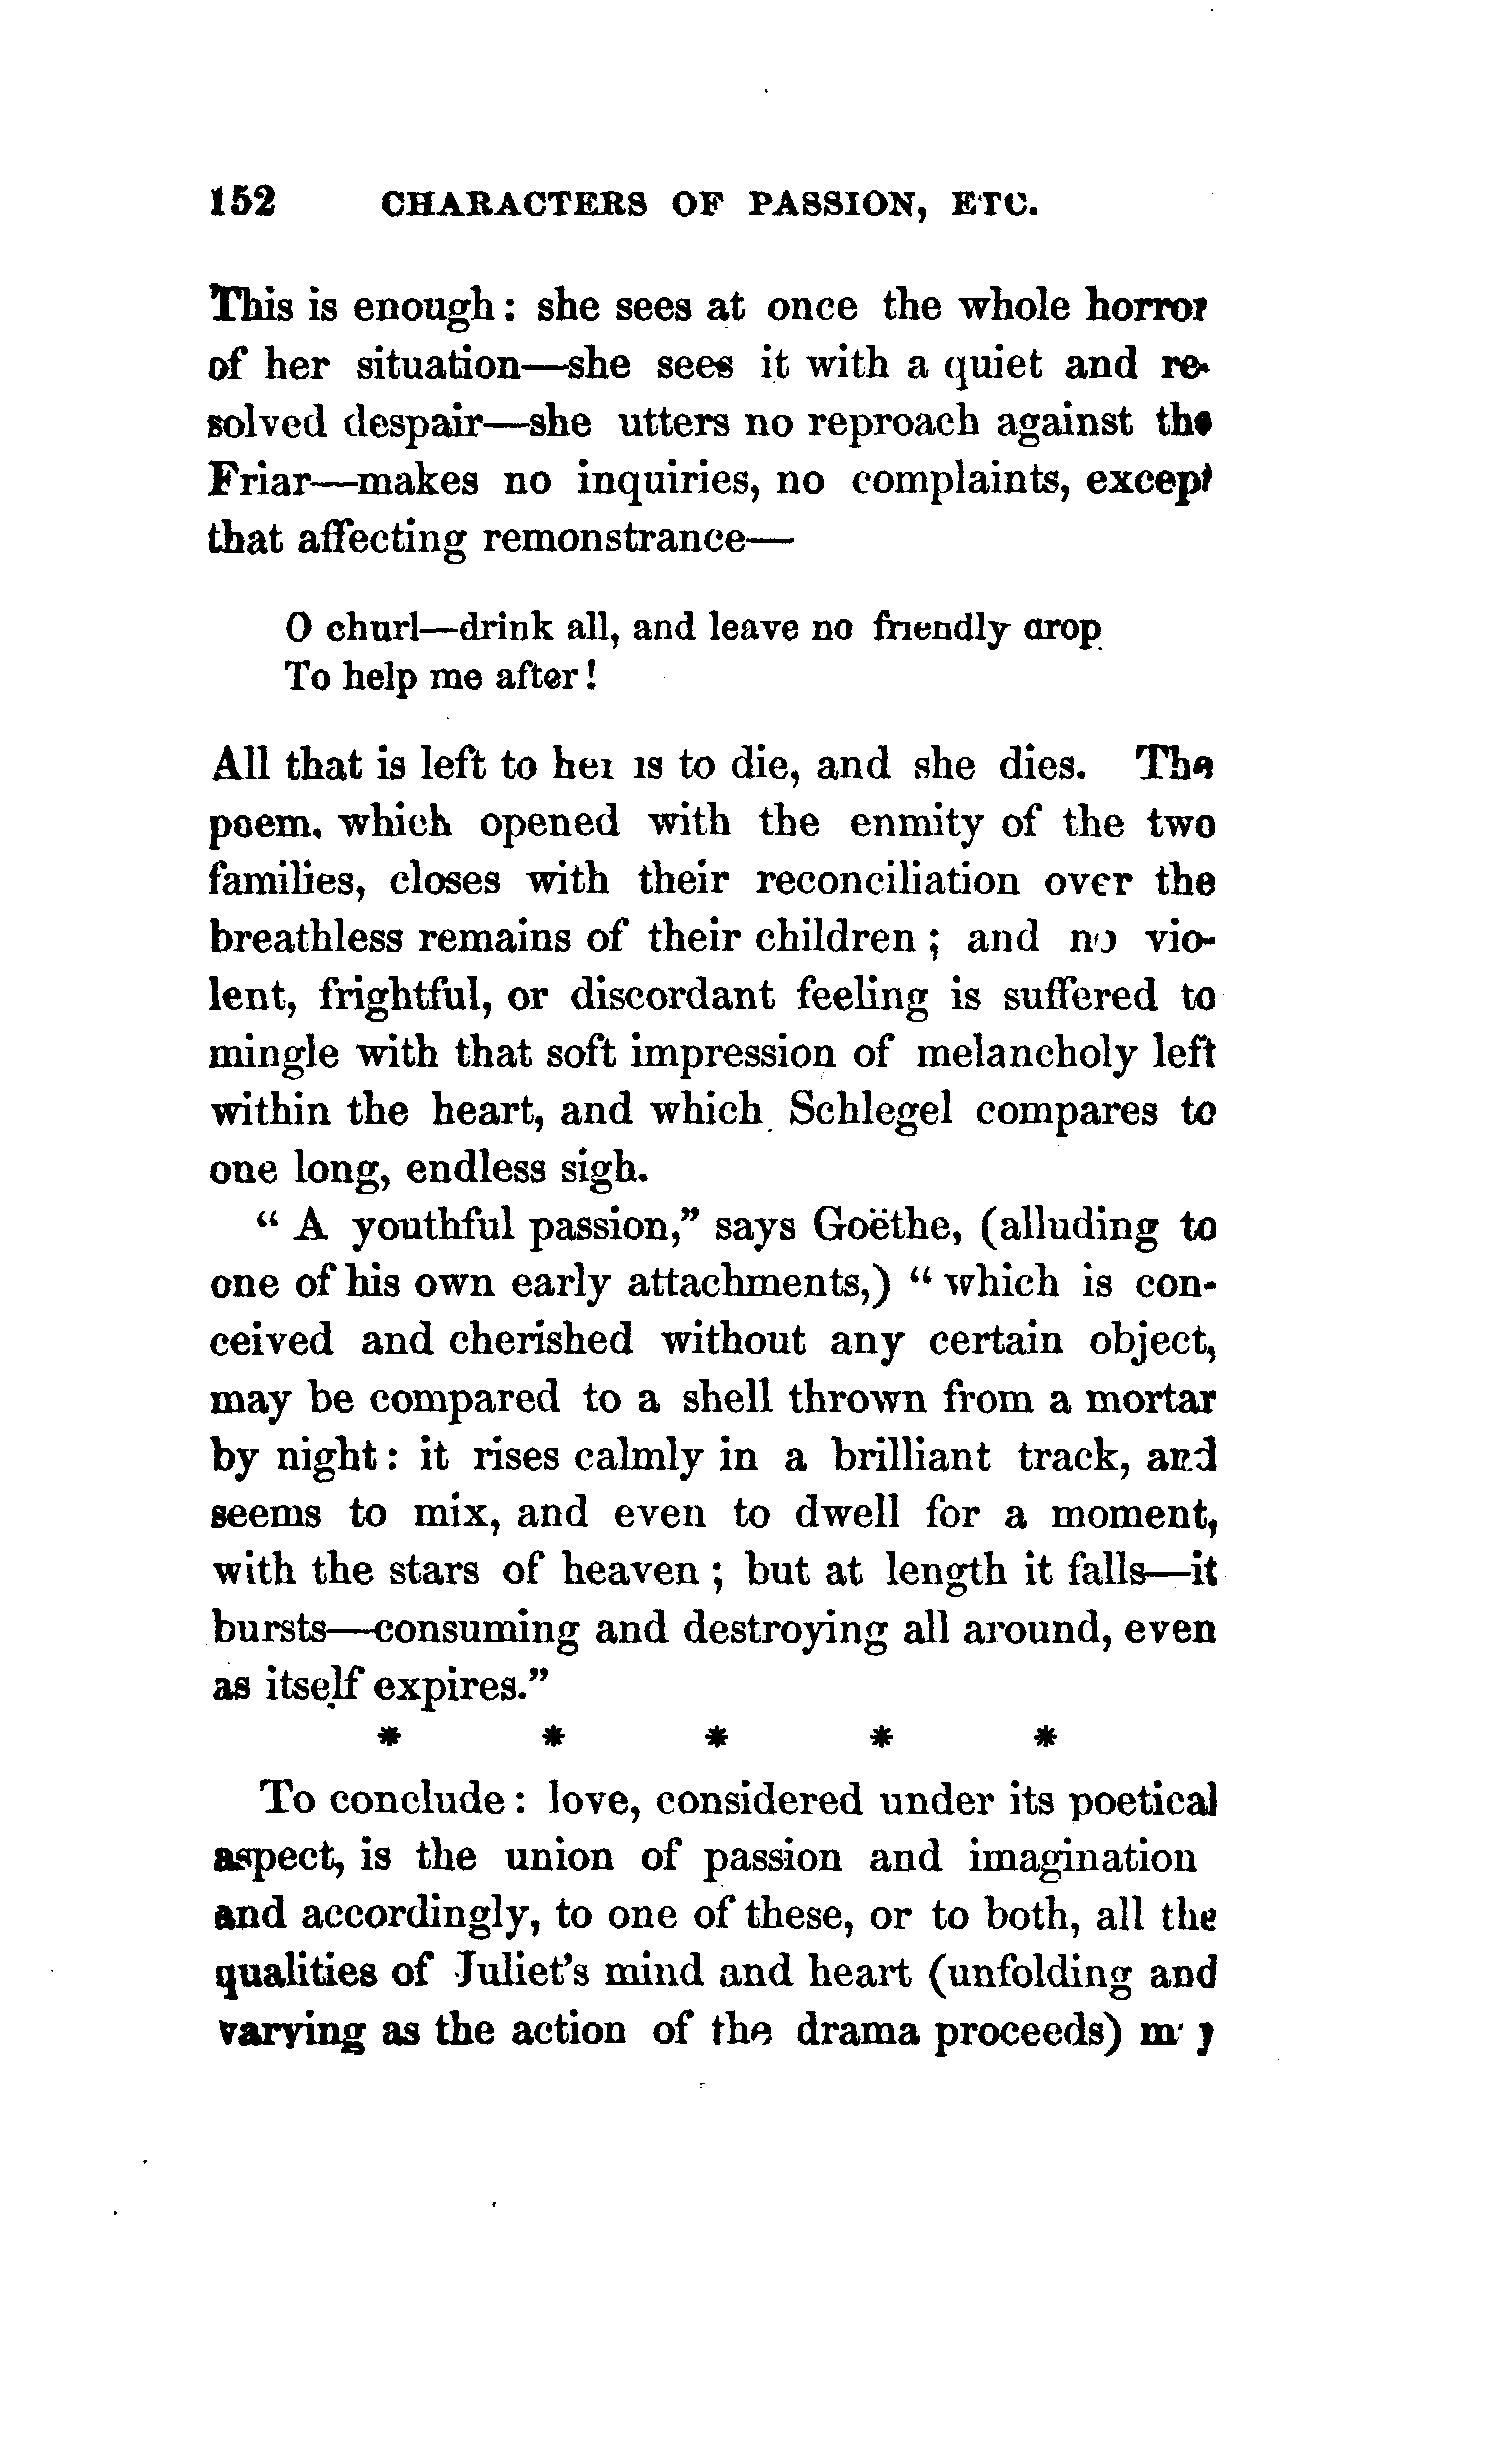 152 CHARACTERS OF PASSION, ETC.
This is enough: she sees at once the whole horror
of her situation—she sees it with a quiet and re-
solved despair—she utters no reproach against the
Friar—makes no inquiries, no complaints, except
that affecting remonstrance—
O churl—drink all, and leave no friendly drop
To help me after!
All that is left to her is to die, and she dies. The
poem, which opened with the enmity of the two
families, closes with their reconciliation over the
breathless remains of their children; and no vio-
lent, frightful, or discordant feeling is suffered to
mingle with that soft impression of melancholy left
within the heart, and which Schlegel compares to
one long, endless sigh.
"A youthful passion," says Goëthe, (alluding to
one of his own early attachments,) "which is con-
ceived and cherished without any certain object,
may be compared to a shell thrown from a mortar
by night: it rises calmly in a brilliant track, and
seems to mix, and even to dwell for a moment,
with the stars of heaven; but at length it falls—it
bursts—consuming and destroying all around, even
as itself expires."
* * * * *
To conclude: love, considered under its poetical
aspect, is the union of passion and imagination
and accordingly, to one of these, or to both, all the
qualities of Juliet's mind and heart (unfolding and
varying as the action of the drama proceeds)